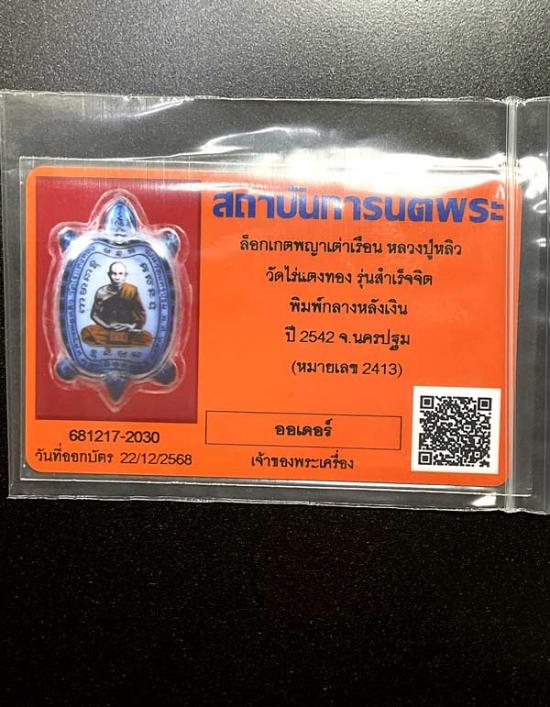 สถาบันการันตีพระ
ล็อกเกตพญาเต่าเรือน หลวงปู่หลิว
วัดไร่แตงทอง รุ่นสำเร็จจิต
พิมพ์กลางหลังเงิน
ปี 2542 จ.นครปฐม
(หมายเลข 2413)
ออเดอร์
เจ้าของพระเครื่อง
681217-2030
วันที่ออกบัตร 22/12/2568